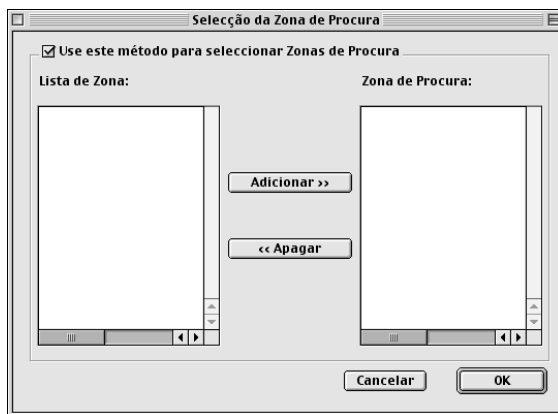 Selecção da Zona de Procura
Use este método para seleccionar Zonas de Procura
Lista de Zona:
Zona de Procura:
Adicionar >>
<< Apagar
Cancelar
OK